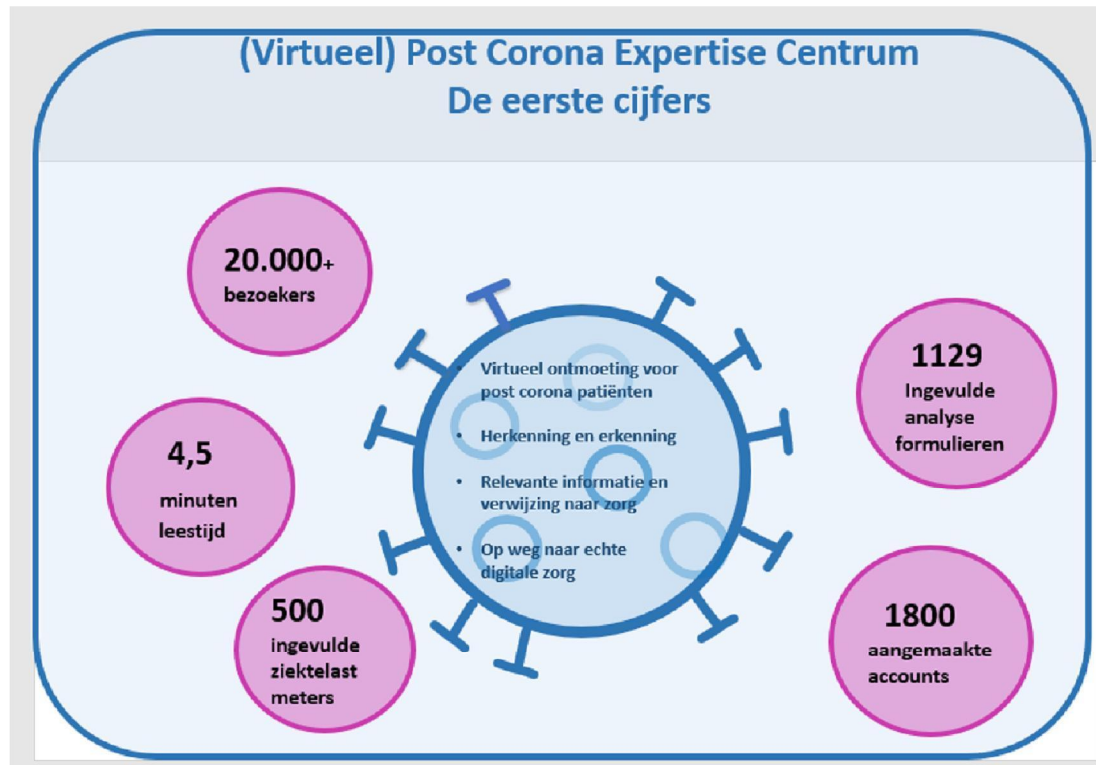 (Virtueel) Post Corona Expertise Centrum
De eerste cijfers
20.000+
bezoekers
4,5
minuten
leestijd
500
ingevulde
ziektelast
meters
• Virtueel ontmoeting voor
post corona patiënten
• Herkenning en erkenning
• Relevante informatie en
verwijzing naar zorg
• Op weg naar echte
digitale zorg
1129
Ingevulde
analyse
formulieren
1800
aangemaakte
accounts